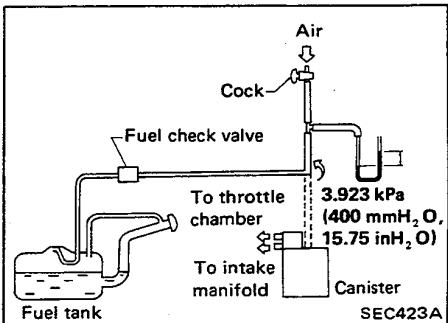 Air
Cock
Fuel check valve
3.923 kPa
(400 mmH₂O,
15.75 inH₂O)
To throttle
chamber
To intake
manifold
Canister
Fuel tank
SEC423A